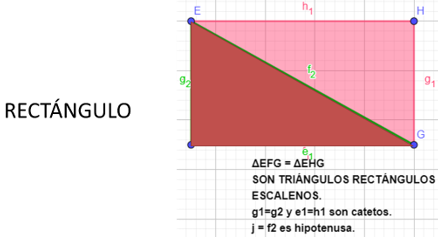 E
h₁
H
f₂
g₂
g₁
RECTÁNGULO
G
e₁
ΔEFG = ΔEHG
SON TRIÁNGULOS RECTÁNGULOS
ESCALENOS.
g1=g2 y e1=h1 son catetos.
j = f2 es hipotenusa.